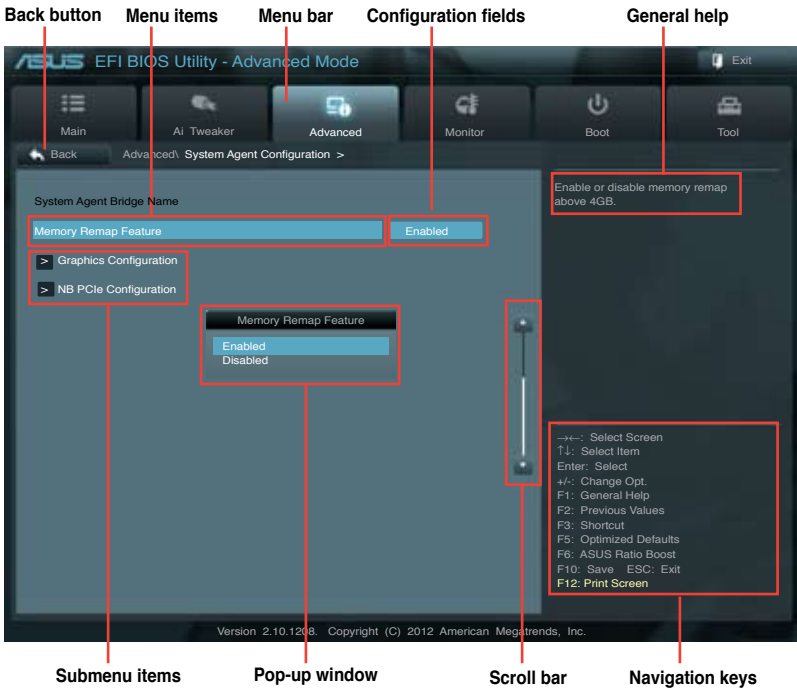 Back button Menu items Menu bar Configuration fields General help
ASUS EFI BIOS Utility - Advanced Mode Exit
Main Ai Tweaker Advanced Monitor Boot Tool
Back Advanced\ System Agent Configuration >
Enable or disable memory remap
above 4GB.
System Agent Bridge Name
Memory Remap Feature Enabled
> Graphics Configuration
> NB PCIe Configuration
Memory Remap Feature
Enabled
Disabled
→←: Select Screen
↑↓: Select Item
Enter: Select
+/-: Change Opt.
F1: General Help
F2: Previous Values
F3: Shortcut
F5: Optimized Defaults
F6: ASUS Ratio Boost
F10: Save ESC: Exit
F12: Print Screen
Version 2.10.1208. Copyright (C) 2012 American Megatrends, Inc.
Submenu items Pop-up window Scroll bar Navigation keys